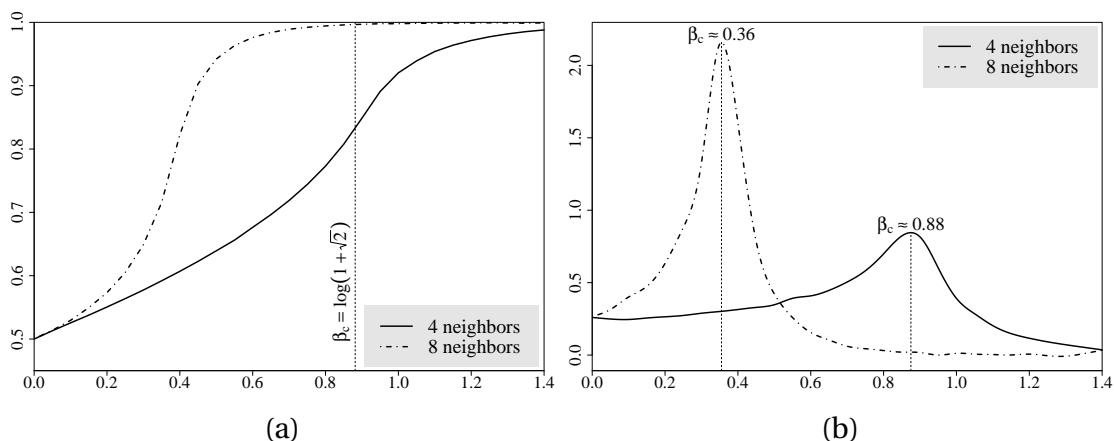 1.0
0.9
0.8
0.7
0.6
0.5
0.0 0.2 0.4 0.6 0.8 1.0 1.2 1.4
β_c = log(1 + √2)
4 neighbors
8 neighbors
(a)
β_c ≈ 0.36
4 neighbors
8 neighbors
2.0
1.5
1.0
β_c ≈ 0.88
0.5
0.0
0.0 0.2 0.4 0.6 0.8 1.0 1.2 1.4
(b)